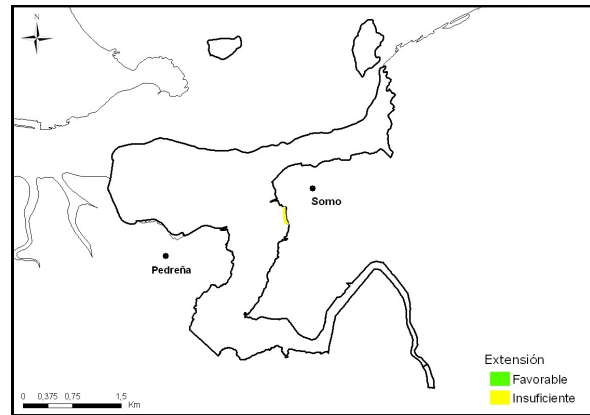 N
Somo
Pedreña
Extensión
Favorable
Insuficiente
0 0,375 0,75 1,5
Km